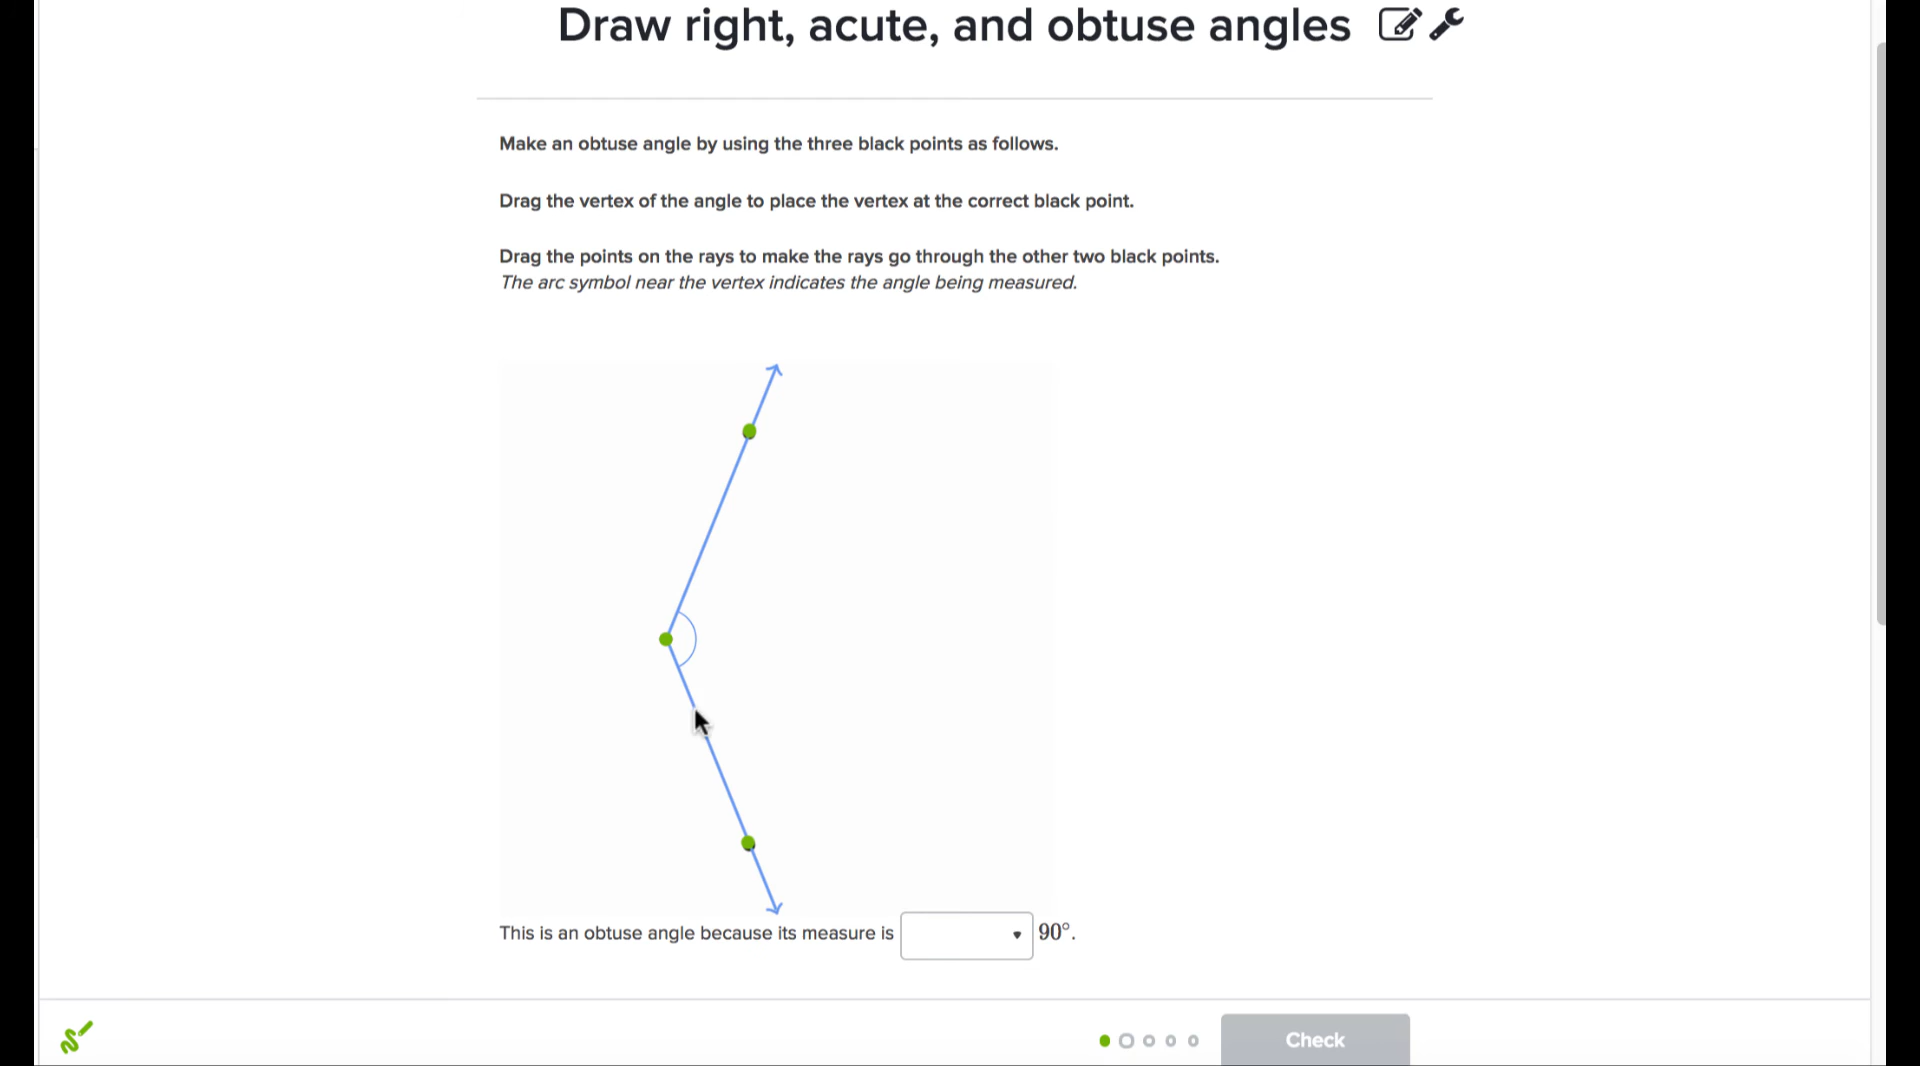 Draw right, acute, and obtuse angles
Make an obtuse angle by using the three black points as follows.
Drag the vertex of the angle to place the vertex at the correct black point.
Drag the points on the rays to make the rays go through the other two black points.
The arc symbol near the vertex indicates the angle being measured.
This is an obtuse angle because its measure is 90°.
Check